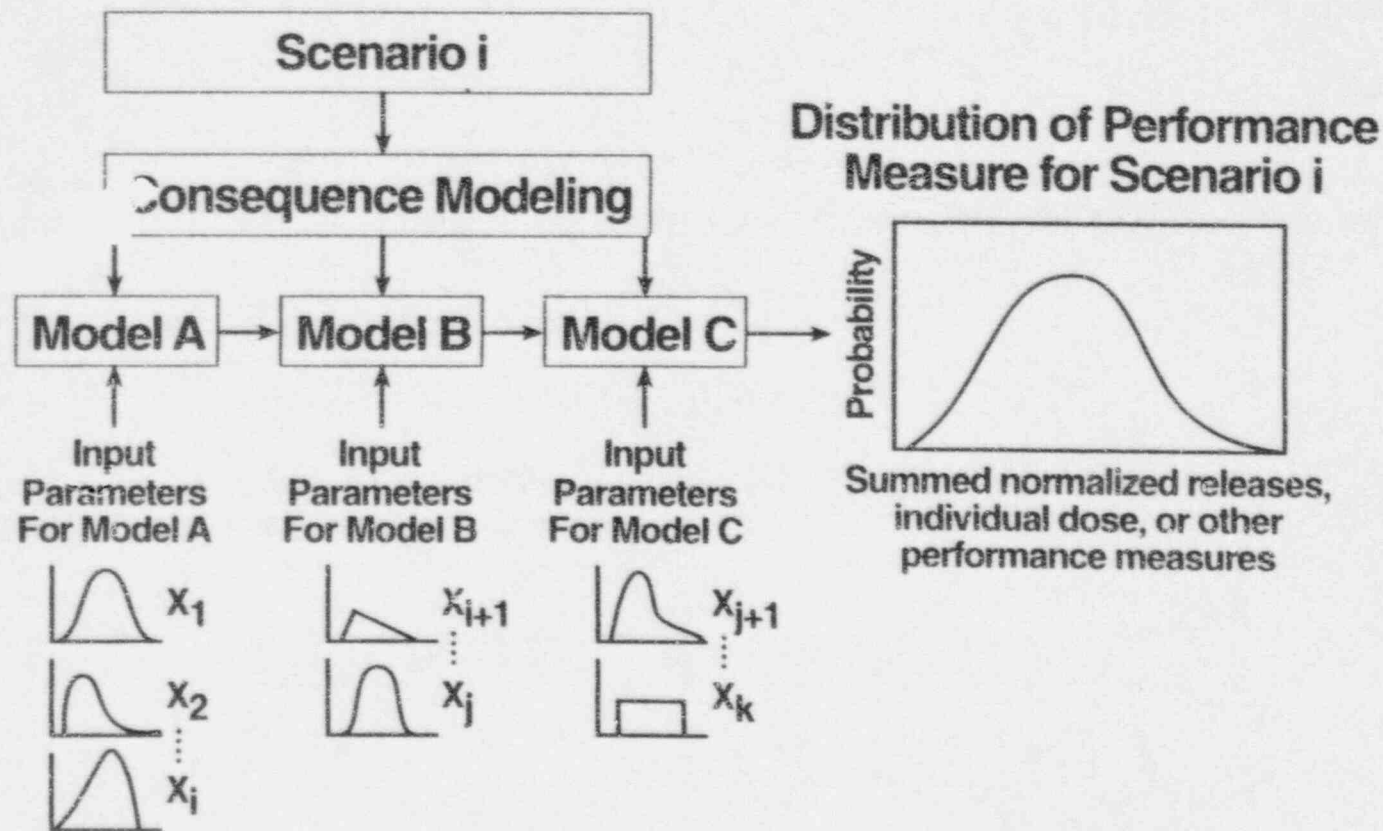 Scenario i
Consequence Modeling
Model A
Model B
Model C
Input
Parameters
For Model A
Input
Parameters
For Model B
Input
Parameters
For Model C
X₁
X₂
Xᵢ
Xᵢ₊₁
Xⱼ
Xⱼ₊₁
Xₖ
Distribution of Performance
Measure for Scenario i
Probability
Summed normalized releases,
individual dose, or other
performance measures